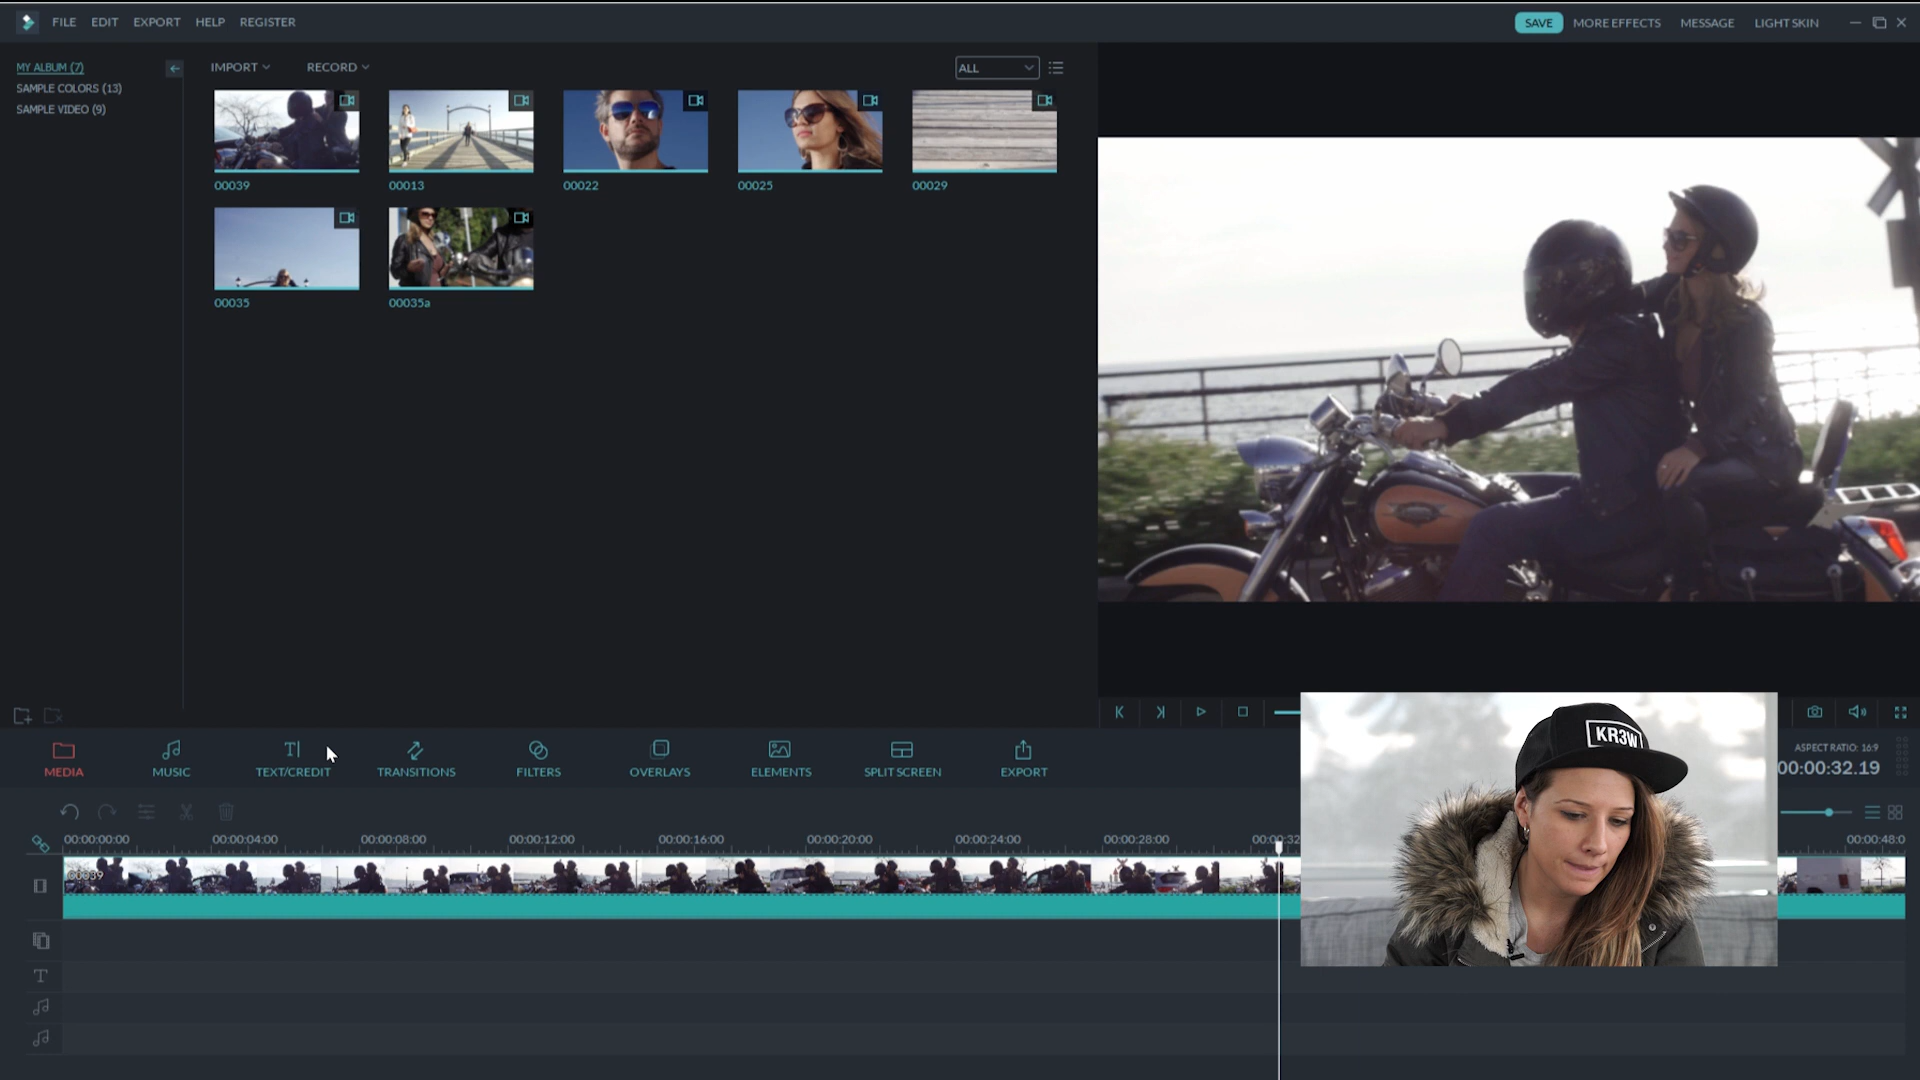 FILE EDIT EXPORT HELP REGISTER
SAVE MORE EFFECTS MESSAGE LIGHT SKIN
MY ALBUM (7)
SAMPLE COLORS (13)
SAMPLE VIDEO (9)
IMPORT RECORD ALL
00039 00013 00022 00025 00029
00035 00035a
MEDIA MUSIC TEXT/CREDIT TRANSITIONS FILTERS OVERLAYS ELEMENTS SPLIT SCREEN EXPORT
KR3W
ASPECT RATIO: 16:9
00:00:32.19
00:00:00:00 00:00:04:00 00:00:08:00 00:00:12:00 00:00:16:00 00:00:20:00 00:00:24:00 00:00:28:00 00:00:32 00:00:48:0
00039